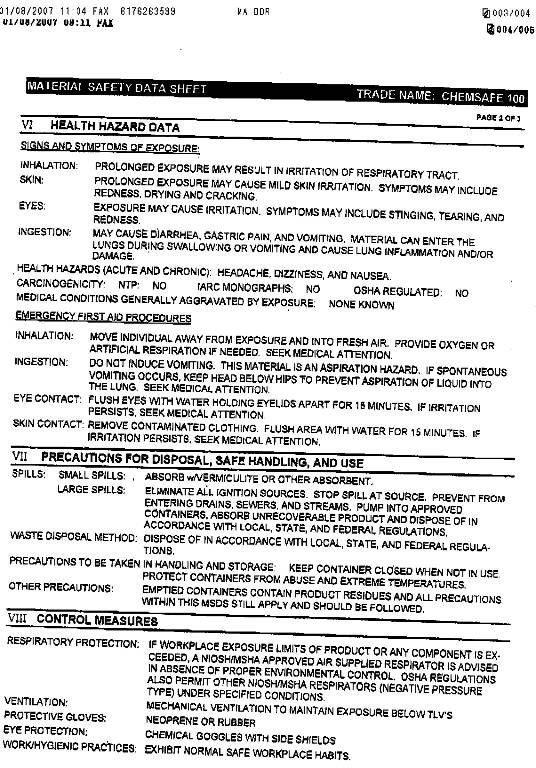 01/08/2007 11:04 FAX 6176263599 MA DOR 003/004
01/08/2007 09:11 FAX 004/006
MATERIAL SAFETY DATA SHEET TRADE NAME: CHEMSAFE 100
PAGE 2 OF 3
VI HEALTH HAZARD DATA
SIGNS AND SYMPTOMS OF EXPOSURE:
INHALATION: PROLONGED EXPOSURE MAY RESULT IN IRRITATION OF RESPIRATORY TRACT.
SKIN: PROLONGED EXPOSURE MAY CAUSE MILD SKIN IRRITATION. SYMPTOMS MAY INCLUDE
REDNESS, DRYING AND CRACKING.
EYES: EXPOSURE MAY CAUSE IRRITATION. SYMPTOMS MAY INCLUDE STINGING, TEARING, AND
REDNESS.
INGESTION: MAY CAUSE DIARRHEA, GASTRIC PAIN, AND VOMITING. MATERIAL CAN ENTER THE
LUNGS DURING SWALLOWING OR VOMITING AND CAUSE LUNG INFLAMMATION AND/OR
DAMAGE.
HEALTH HAZARDS (ACUTE AND CHRONIC): HEADACHE, DIZZINESS, AND NAUSEA.
CARCINOGENICITY: NTP: NO IARC MONOGRAPHS: NO OSHA REGULATED: NO
MEDICAL CONDITIONS GENERALLY AGGRAVATED BY EXPOSURE: NONE KNOWN
EMERGENCY FIRST AID PROCEDURES
INHALATION: MOVE INDIVIDUAL AWAY FROM EXPOSURE AND INTO FRESH AIR. PROVIDE OXYGEN OR
ARTIFICIAL RESPIRATION IF NEEDED. SEEK MEDICAL ATTENTION.
INGESTION: DO NOT INDUCE VOMITING. THIS MATERIAL IS AN ASPIRATION HAZARD. IF SPONTANEOUS
VOMITING OCCURS, KEEP HEAD BELOW HIPS TO PREVENT ASPIRATION OF LIQUID INTO
THE LUNG. SEEK MEDICAL ATTENTION.
EYE CONTACT: FLUSH EYES WITH WATER HOLDING EYELIDS APART FOR 15 MINUTES. IF IRRITATION
PERSISTS, SEEK MEDICAL ATTENTION
SKIN CONTACT: REMOVE CONTAMINATED CLOTHING. FLUSH AREA WITH WATER FOR 15 MINUTES. IF
IRRITATION PERSISTS, SEEK MEDICAL ATTENTION.
VII PRECAUTIONS FOR DISPOSAL, SAFE HANDLING, AND USE
SPILLS: SMALL SPILLS: ABSORB w/VERMICULITE OR OTHER ABSORBENT.
LARGE SPILLS: ELIMINATE ALL IGNITION SOURCES. STOP SPILL AT SOURCE. PREVENT FROM
ENTERING DRAINS, SEWERS, AND STREAMS. PUMP INTO APPROVED
CONTAINERS, ABSORB UNRECOVERABLE PRODUCT AND DISPOSE OF IN
ACCORDANCE WITH LOCAL, STATE, AND FEDERAL REGULATIONS.
WASTE DISPOSAL METHOD: DISPOSE OF IN ACCORDANCE WITH LOCAL, STATE, AND FEDERAL REGULA-
TIONS.
PRECAUTIONS TO BE TAKEN IN HANDLING AND STORAGE: KEEP CONTAINER CLOSED WHEN NOT IN USE.
PROTECT CONTAINERS FROM ABUSE AND EXTREME TEMPERATURES.
OTHER PRECAUTIONS: EMPTIED CONTAINERS CONTAIN PRODUCT RESIDUES AND ALL PRECAUTIONS
WITHIN THIS MSDS STILL APPLY AND SHOULD BE FOLLOWED.
VIII CONTROL MEASURES
RESPIRATORY PROTECTION: IF WORKPLACE EXPOSURE LIMITS OF PRODUCT OR ANY COMPONENT IS EX-
CEEDED, A NIOSH/MSHA APPROVED AIR SUPPLIED RESPIRATOR IS ADVISED
IN ABSENCE OF PROPER ENVIRONMENTAL CONTROL. OSHA REGULATIONS
ALSO PERMIT OTHER NIOSH/MSHA RESPIRATORS (NEGATIVE PRESSURE
TYPE) UNDER SPECIFIED CONDITIONS.
VENTILATION: MECHANICAL VENTILATION TO MAINTAIN EXPOSURE BELOW TLV'S
PROTECTIVE GLOVES: NEOPRENE OR RUBBER
EYE PROTECTION: CHEMICAL GOGGLES WITH SIDE SHIELDS
WORK/HYGIENIC PRACTICES: EXHIBIT NORMAL SAFE WORKPLACE HABITS.